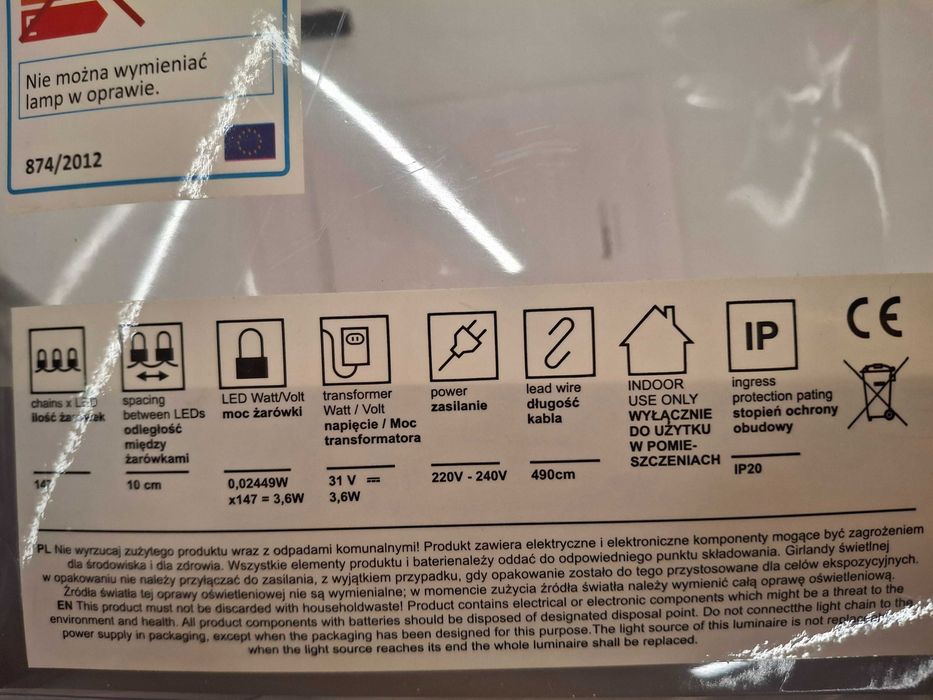 Nie można wymieniać
lamp w oprawie.
874/2012
chains x LED
ilość żarówek
147
spacing
between LEDs
odległość
między
żarówkami
10 cm
LED Watt/Volt
moc żarówki
0,02449W
x147 = 3,6W
transformer
Watt / Volt
napięcie / Moc
transformatora
31 V
3,6W
power
zasilanie
220V - 240V
lead wire
długość
kabla
490cm
INDOOR
USE ONLY
WYŁĄCZNIE
DO UŻYTKU
W POMIE-
SZCZENIACH
IP
ingress
protection pating
stopień ochrony
obudowy
IP20
CE
PL Nie wyrzucaj zużytego produktu wraz z odpadami komunalnymi! Produkt zawiera elektryczne i elektroniczne komponenty mogące być zagrożeniem
dla środowiska i dla zdrowia. Wszystkie elementy produktu i baterienależy oddać do odpowiedniego punktu składowania. Girlandy świetlnej
w opakowaniu nie należy przyłączać do zasilania, z wyjątkiem przypadku, gdy opakowanie zostało do tego przystosowane dla celów ekspozycyjnych.
Źródła światła tej oprawy oświetleniowej nie są wymienialne; w momencie zużycia źródła światła należy wymienić całą oprawę oświetleniową.
EN This product must not be discarded with householdwaste! Product contains electrical or electronic components which might be a threat to the
environment and health. All product components with batteries should be disposed of designated disposal point. Do not connectthe light chain to the
power supply in packaging, except when the packaging has been designed for this purpose.The light source of this luminaire is not replaceable
when the light source reaches its end the whole luminaire shall be replaced.